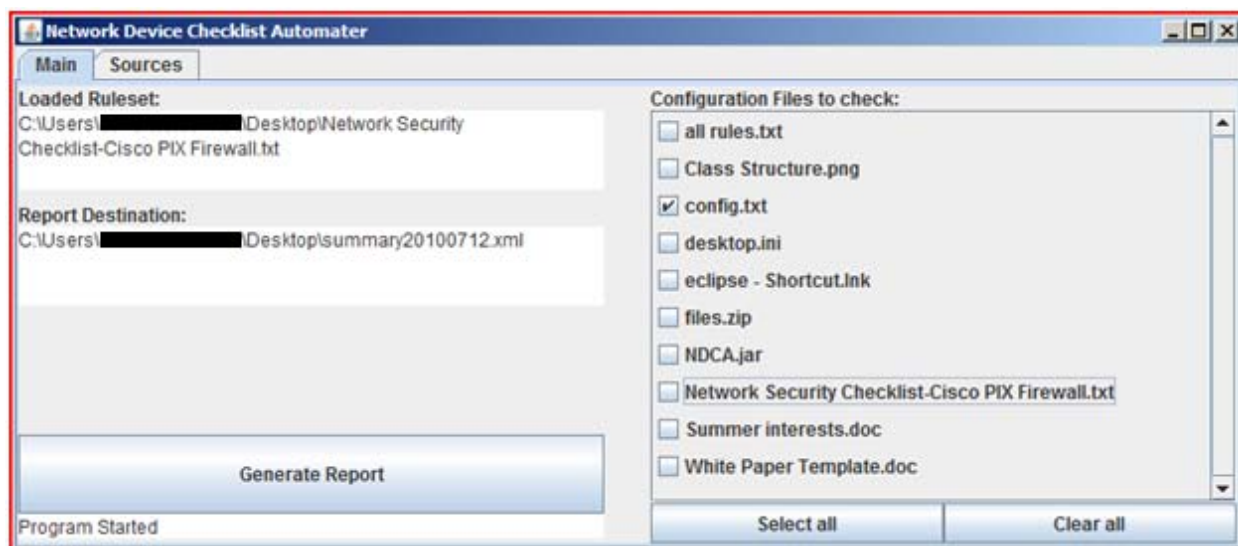 Network Device Checklist Automater
Main
Sources
Loaded Ruleset:
C:\Users\ \Desktop\Network Security
Checklist-Cisco PIX Firewall.txt
Report Destination:
C:\Users\ \Desktop\summary20100712.xml
Generate Report
Program Started
Configuration Files to check:
all rules.txt
Class Structure.png
config.txt
desktop.ini
eclipse - Shortcut.lnk
files.zip
NDCA.jar
Network Security Checklist-Cisco PIX Firewall.txt
Summer interests.doc
White Paper Template.doc
Select all
Clear all